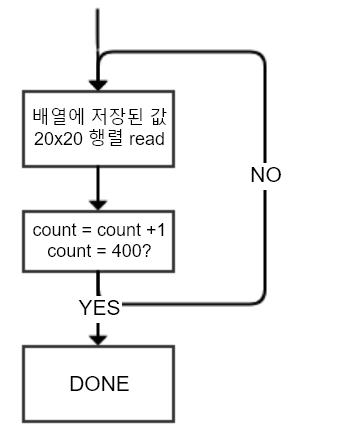 배열에 저장된 값
20x20 행렬 read
NO
count = count +1
count = 400?
YES
DONE